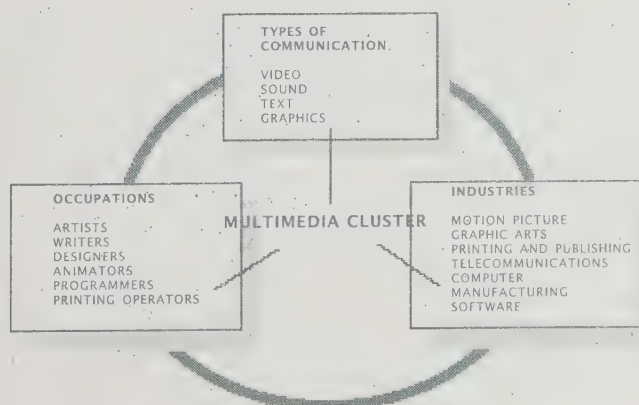 TYPES OF
COMMUNICATION
VIDEO
SOUND
TEXT
GRAPHICS
OCCUPATIONS
ARTISTS
WRITERS
DESIGNERS
ANIMATORS
PROGRAMMERS
PRINTING OPERATORS
MULTIMEDIA CLUSTER
INDUSTRIES
MOTION PICTURE
GRAPHIC ARTS
PRINTING AND PUBLISHING
TELECOMMUNICATIONS
COMPUTER
MANUFACTURING
SOFTWARE